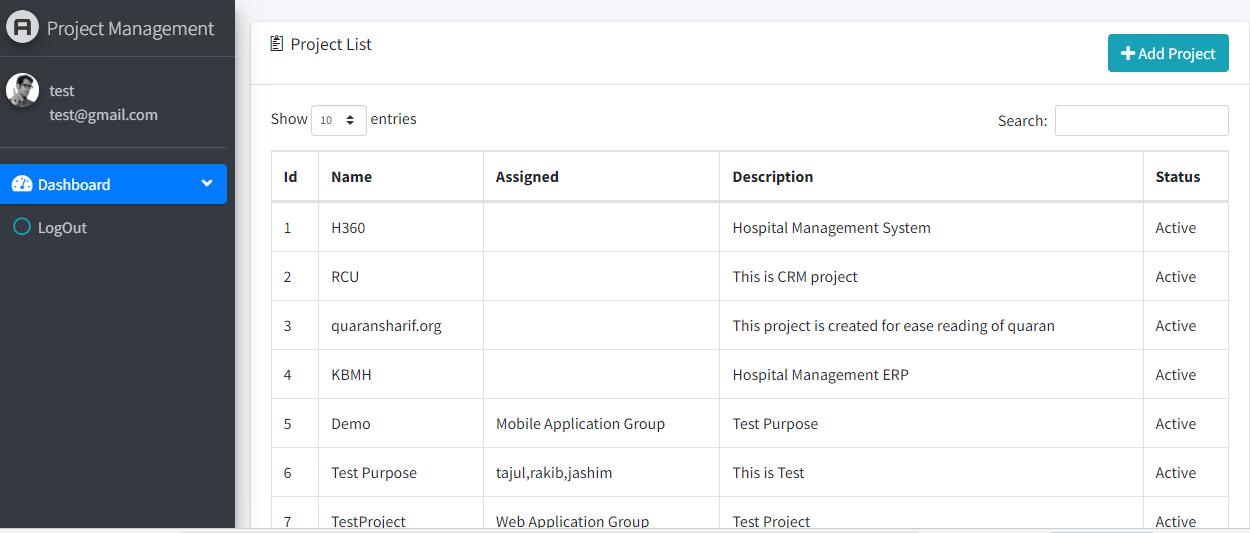 Project Management
test
test@gmail.com
Dashboard
LogOut
Project List
Add Project
Show 10 entries
Search:
Id Name Assigned Description Status
1 H360 Hospital Management System Active
2 RCU This is CRM project Active
3 quaransharif.org This project is created for ease reading of quaran Active
4 KBMH Hospital Management ERP Active
5 Demo Mobile Application Group Test Purpose Active
6 Test Purpose tajul,rakib,jashim This is Test Active
7 TestProject Web Application Group Test Project Active